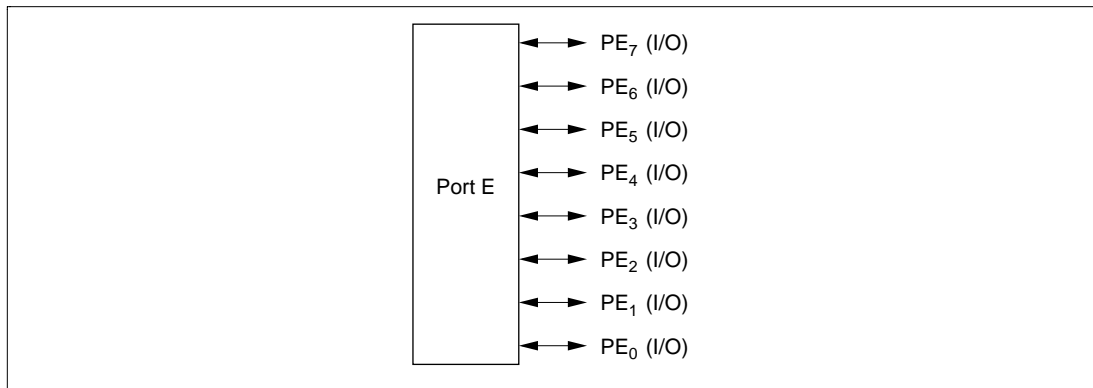 PE7 (I/O)
PE6 (I/O)
PE5 (I/O)
PE4 (I/O)
Port E
PE3 (I/O)
PE2 (I/O)
PE1 (I/O)
PE0 (I/O)